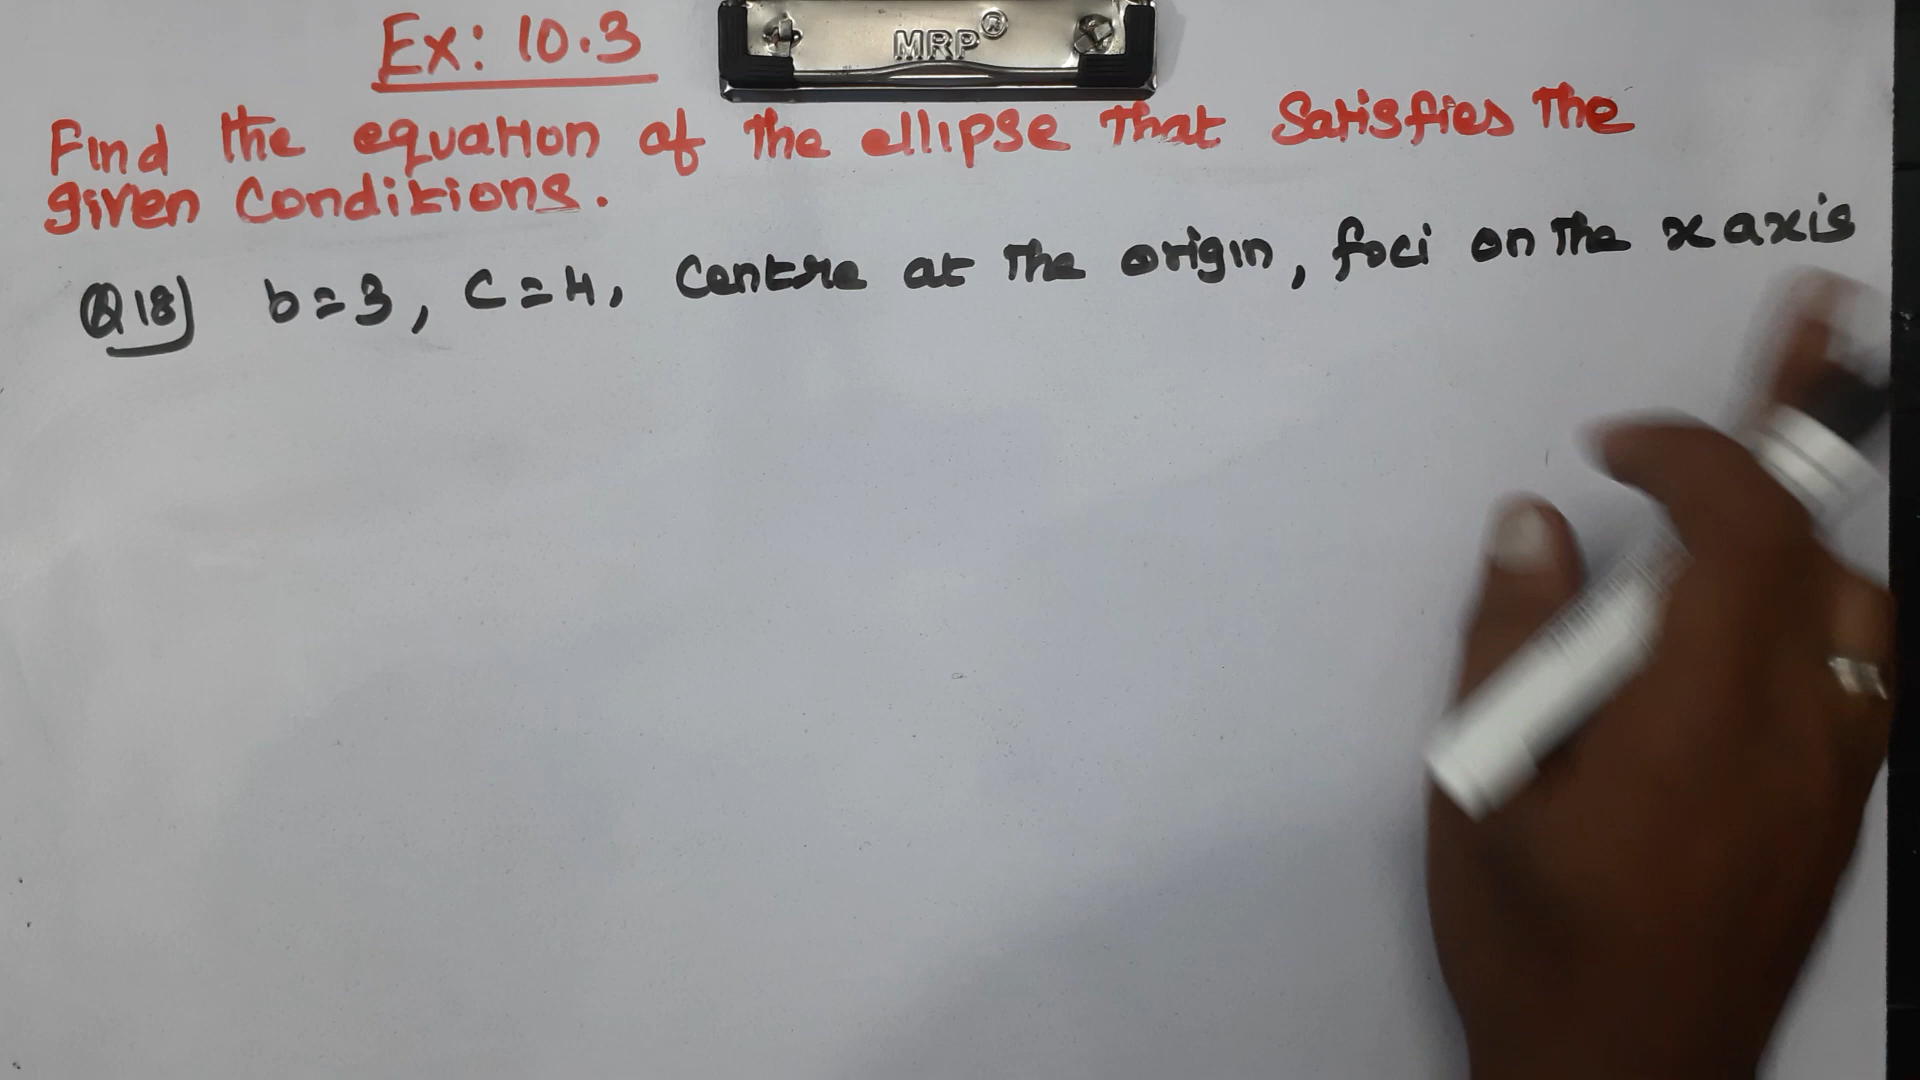 Ex: 10.3
MRP®
Find the equation of the ellipse that satisfies the
given conditions.
Q18) b=3, c=4, Centre at the origin, foci on the x axis